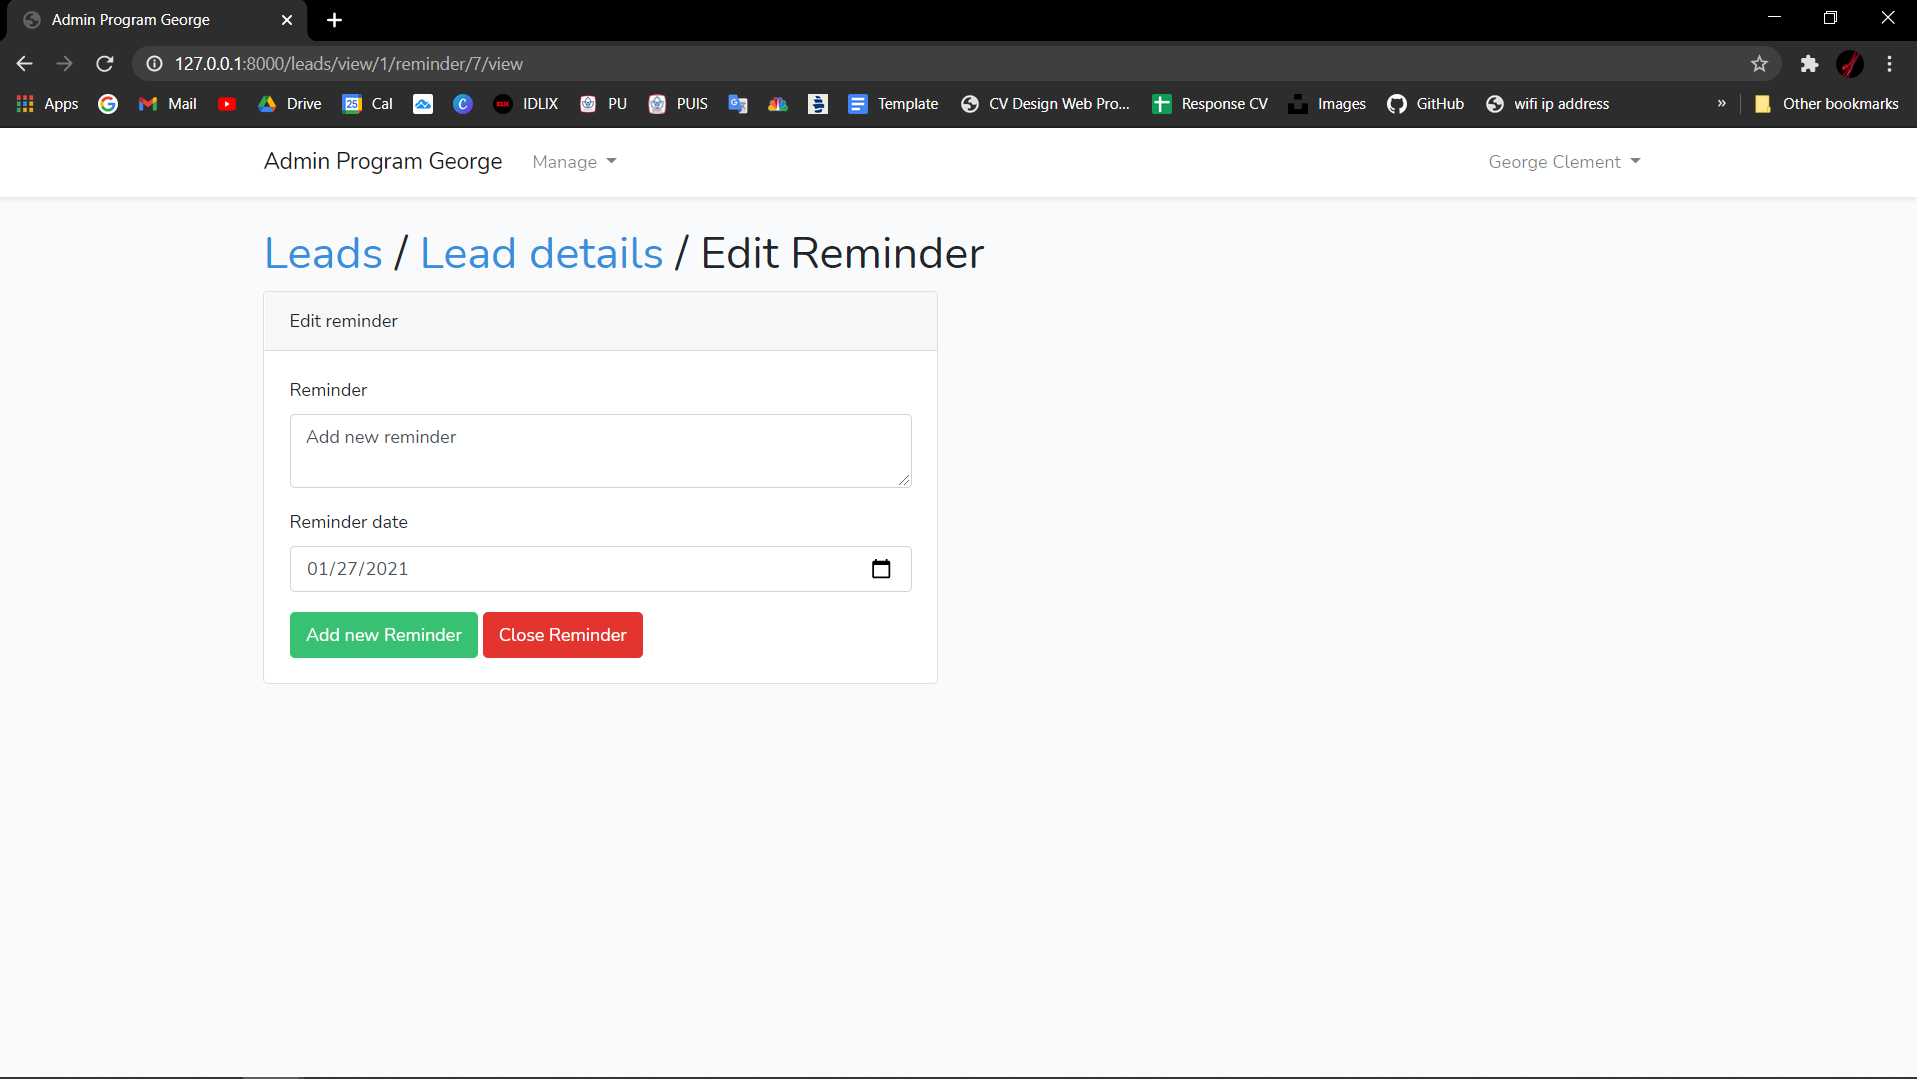 Admin Program George
127.0.0.1:8000/leads/view/1/reminder/7/view
Apps Mail Drive 25 Cal C IDLIX PU PUIS Template CV Design Web Pro... Response CV Images GitHub wifi ip address » Other bookmarks
Admin Program George Manage George Clement
Leads / Lead details / Edit Reminder
Edit reminder
Reminder
Add new reminder
Reminder date
01/27/2021
Add new Reminder Close Reminder